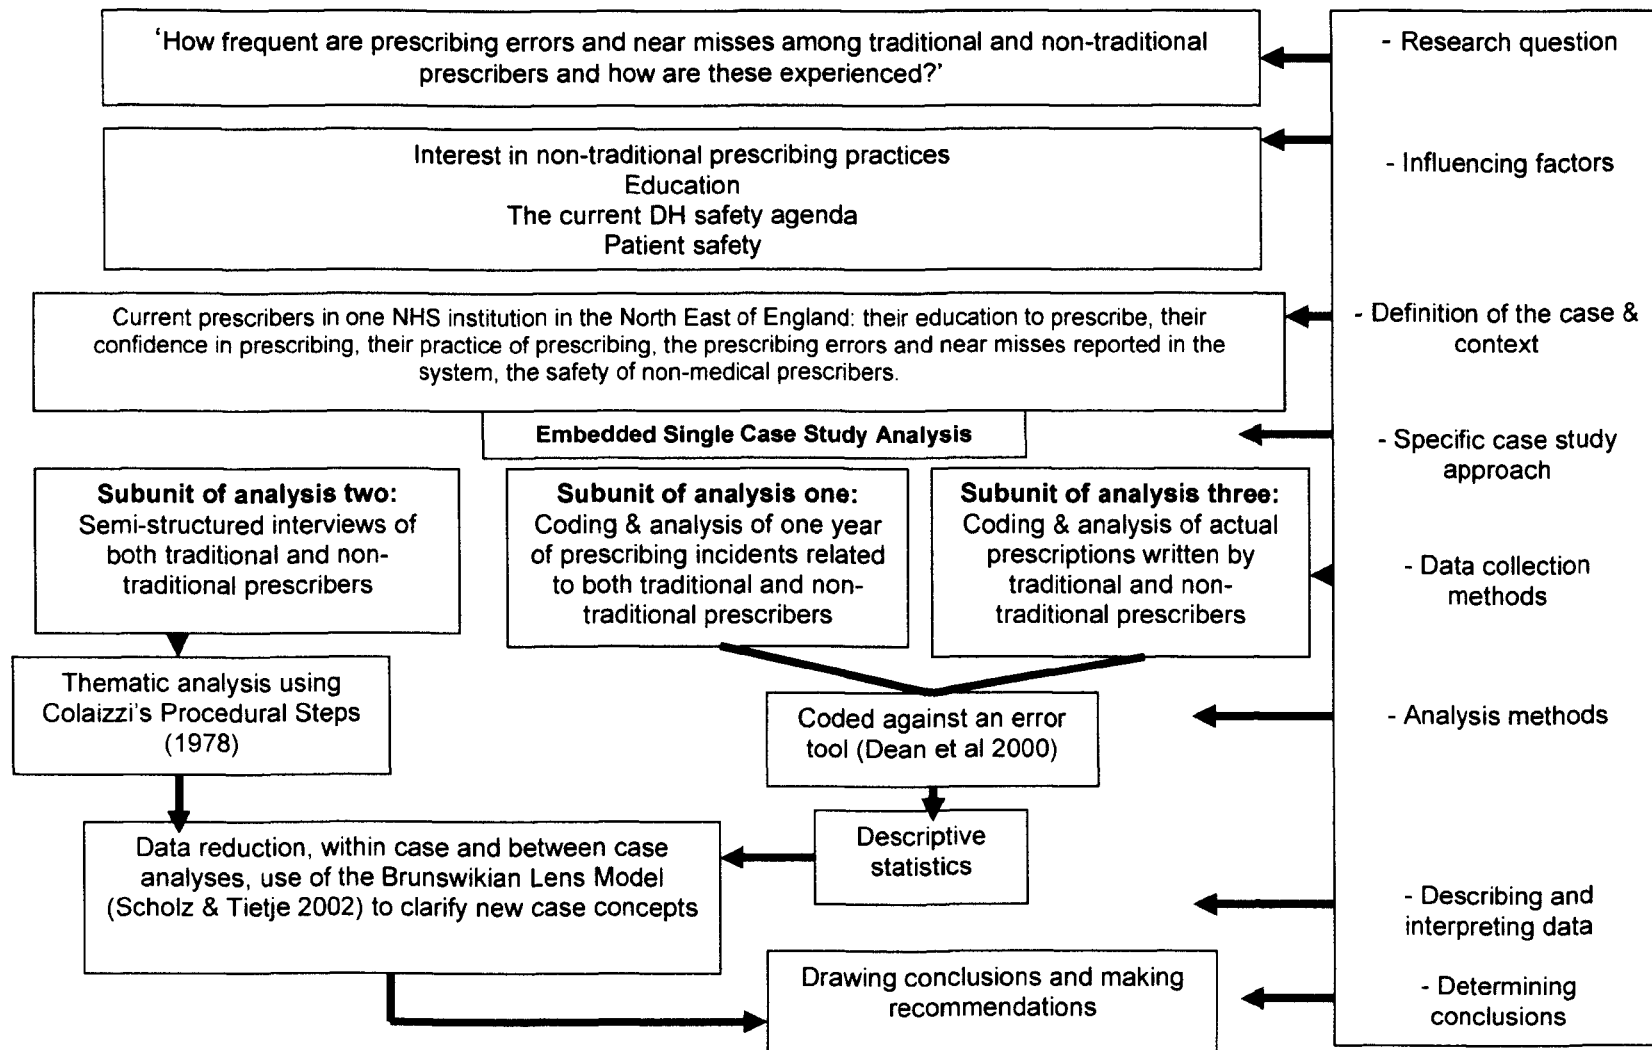 'How frequent are prescribing errors and near misses among traditional and non-traditional
prescribers and how are these experienced?'
Interest in non-traditional prescribing practices
Education
The current DH safety agenda
Patient safety
Current prescribers in one NHS institution in the North East of England: their education to prescribe, their
confidence in prescribing, their practice of prescribing, the prescribing errors and near misses reported in the
system, the safety of non-medical prescribers.
Embedded Single Case Study Analysis
Subunit of analysis two:
Semi-structured interviews of
both traditional and non-
traditional prescribers
Subunit of analysis one:
Coding & analysis of one year
of prescribing incidents related
to both traditional and non-
traditional prescribers
Subunit of analysis three:
Coding & analysis of actual
prescriptions written by
traditional and non-
traditional prescribers
Thematic analysis using
Colaizzi's Procedural Steps
(1978)
Coded against an error
tool (Dean et al 2000)
Descriptive
statistics
Data reduction, within case and between case
analyses, use of the Brunswikian Lens Model
(Scholz & Tietje 2002) to clarify new case concepts
Drawing conclusions and making
recommendations
- Research question
- Influencing factors
- Definition of the case &
context
- Specific case study
approach
- Data collection
methods
- Analysis methods
- Describing and
interpreting data
- Determining
conclusions